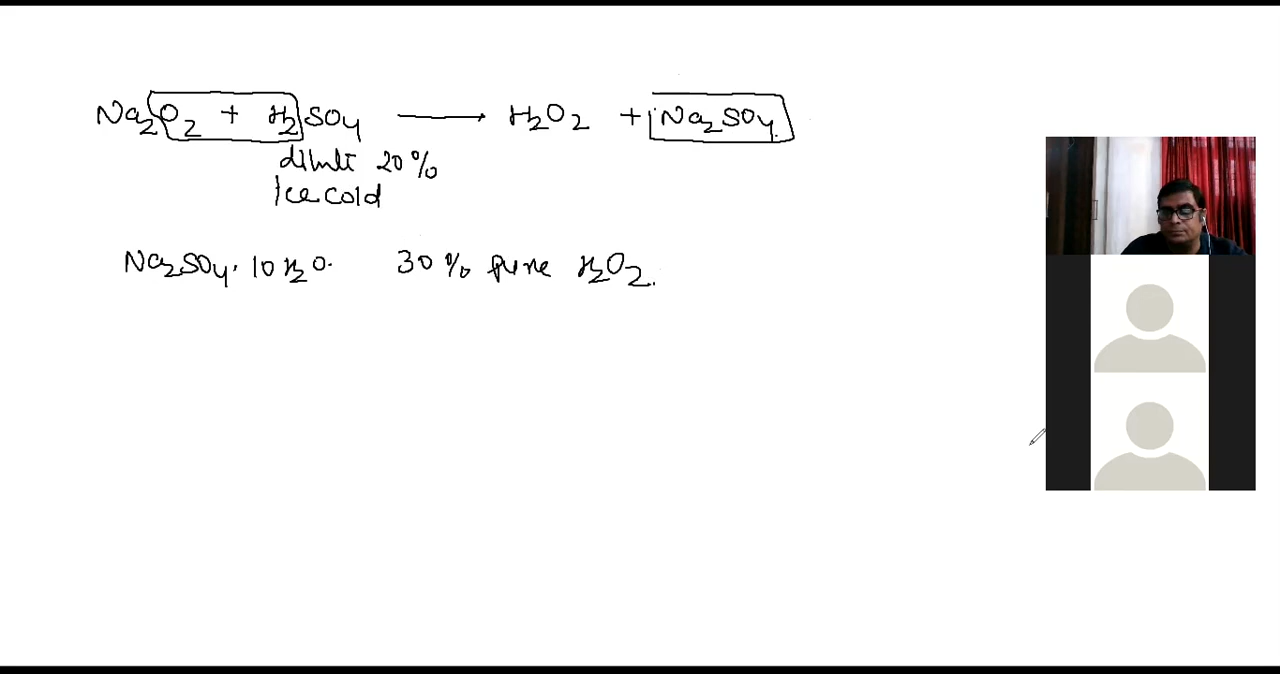 Na2O2 + H2SO4 ⟶ H2O2 + Na2SO4
dilute 20%
Ice cold
Na2SO4. 10H2O. 30% pure H2O2.